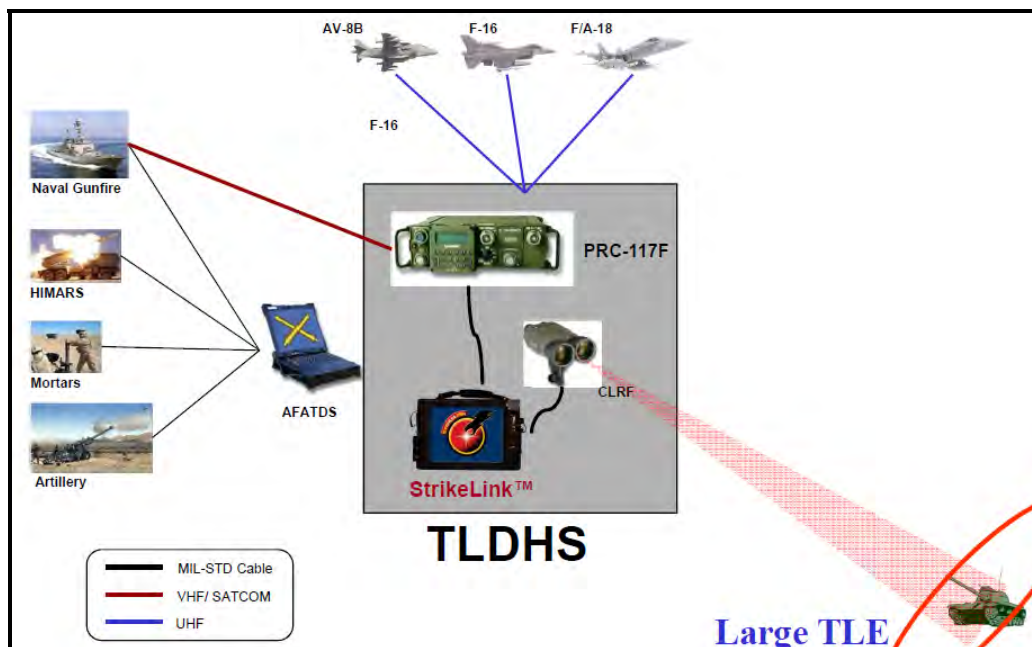 AV-8B
F-16
F/A-18
F-16
Naval Gunfire
HIMARS
Mortars
Artillery
AFATDS
PRC-117F
CLRF
StrikeLink™
TLDHS
MIL-STD Cable
VHF/ SATCOM
UHF
Large TLE